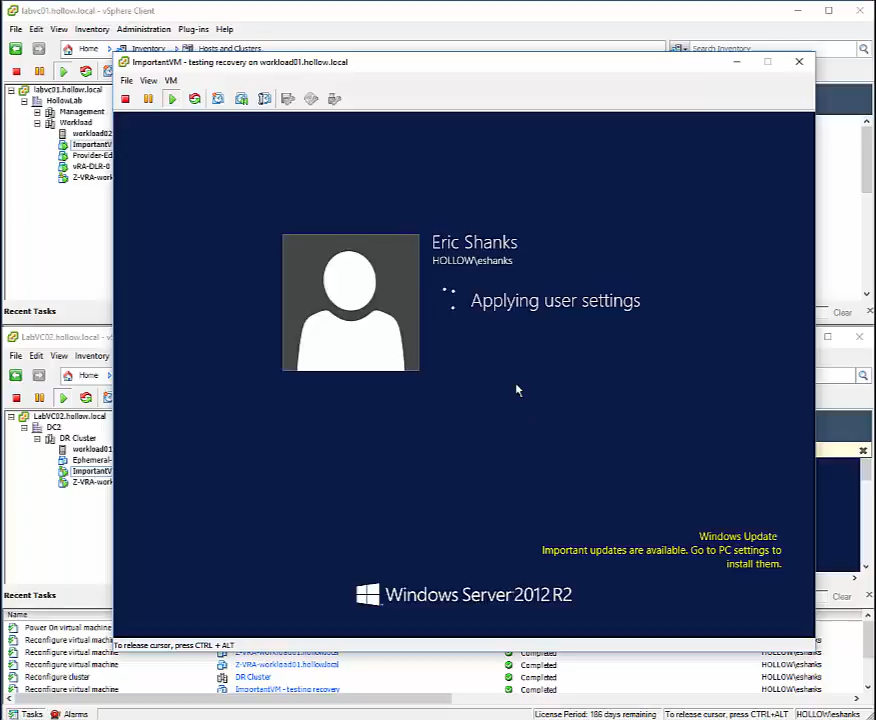 labvc01.hollow.local - vSphere Client
File Edit View Inventory Administration Plug-ins Help
Home Inventory Hosts and Clusters
Search Inventory
labvc01.hollow.local
HollowLab
Management
Workload
workload02
ImportantV
Provider-Ed
vRA-DLR-0
Z-VRA-work
Recent Tasks
Clear
ImportantVM - testing recovery on workload01.hollow.local
File View VM
Eric Shanks
HOLLOW\eshanks
Applying user settings
Windows Update
Important updates are available. Go to PC settings to
install them.
Windows Server 2012 R2
To release cursor, press CTRL + ALT
LabVC02.hollow.local - vS
File Edit View Inventory
Home
LabVC02.hollow.local
DC2
DR Cluster
workload01
Ephemeral-
ImportantV
Z-VRA-work
Recent Tasks
Clear
Name
Power On virtual machine
Reconfigure virtual machin
Reconfigure virtual machine Z-VRA-workload01.hollow.local Completed HOLLOW\eshanks
Reconfigure virtual machine Z-VRA-workload01.hollow.local Completed HOLLOW\eshanks
Reconfigure cluster DR Cluster Completed HOLLOW\eshanks
Reconfigure virtual machine ImportantVM - testing recovery Completed HOLLOW\eshanks
Tasks Alarms License Period: 186 days remaining To release cursor, press CTRL+ALT HOLLOW\eshanks